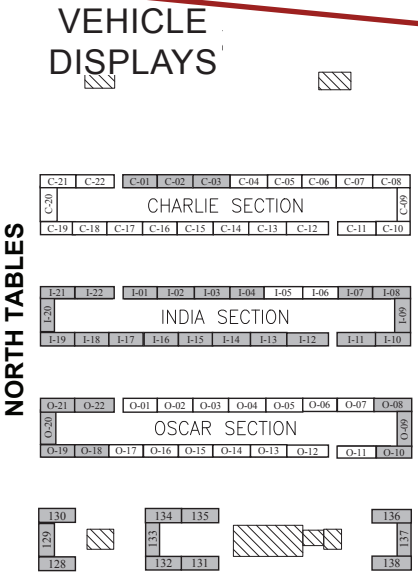 VEHICLE
DISPLAYS
NORTH TABLES
C-21 C-22 C-01 C-02 C-03 C-04 C-05 C-06 C-07 C-08
C-20 CHARLIE SECTION C-09
C-19 C-18 C-17 C-16 C-15 C-14 C-13 C-12 C-11 C-10
I-21 I-22 I-01 I-02 I-03 I-04 I-05 I-06 I-07 I-08
I-20 INDIA SECTION I-09
I-19 I-18 I-17 I-16 I-15 I-14 I-13 I-12 I-11 I-10
O-21 O-22 O-01 O-02 O-03 O-04 O-05 O-06 O-07 O-08
O-20 OSCAR SECTION O-09
O-19 O-18 O-17 O-16 O-15 O-14 O-13 O-12 O-11 O-10
130 134 135 136
129 133 137
128 132 131 138